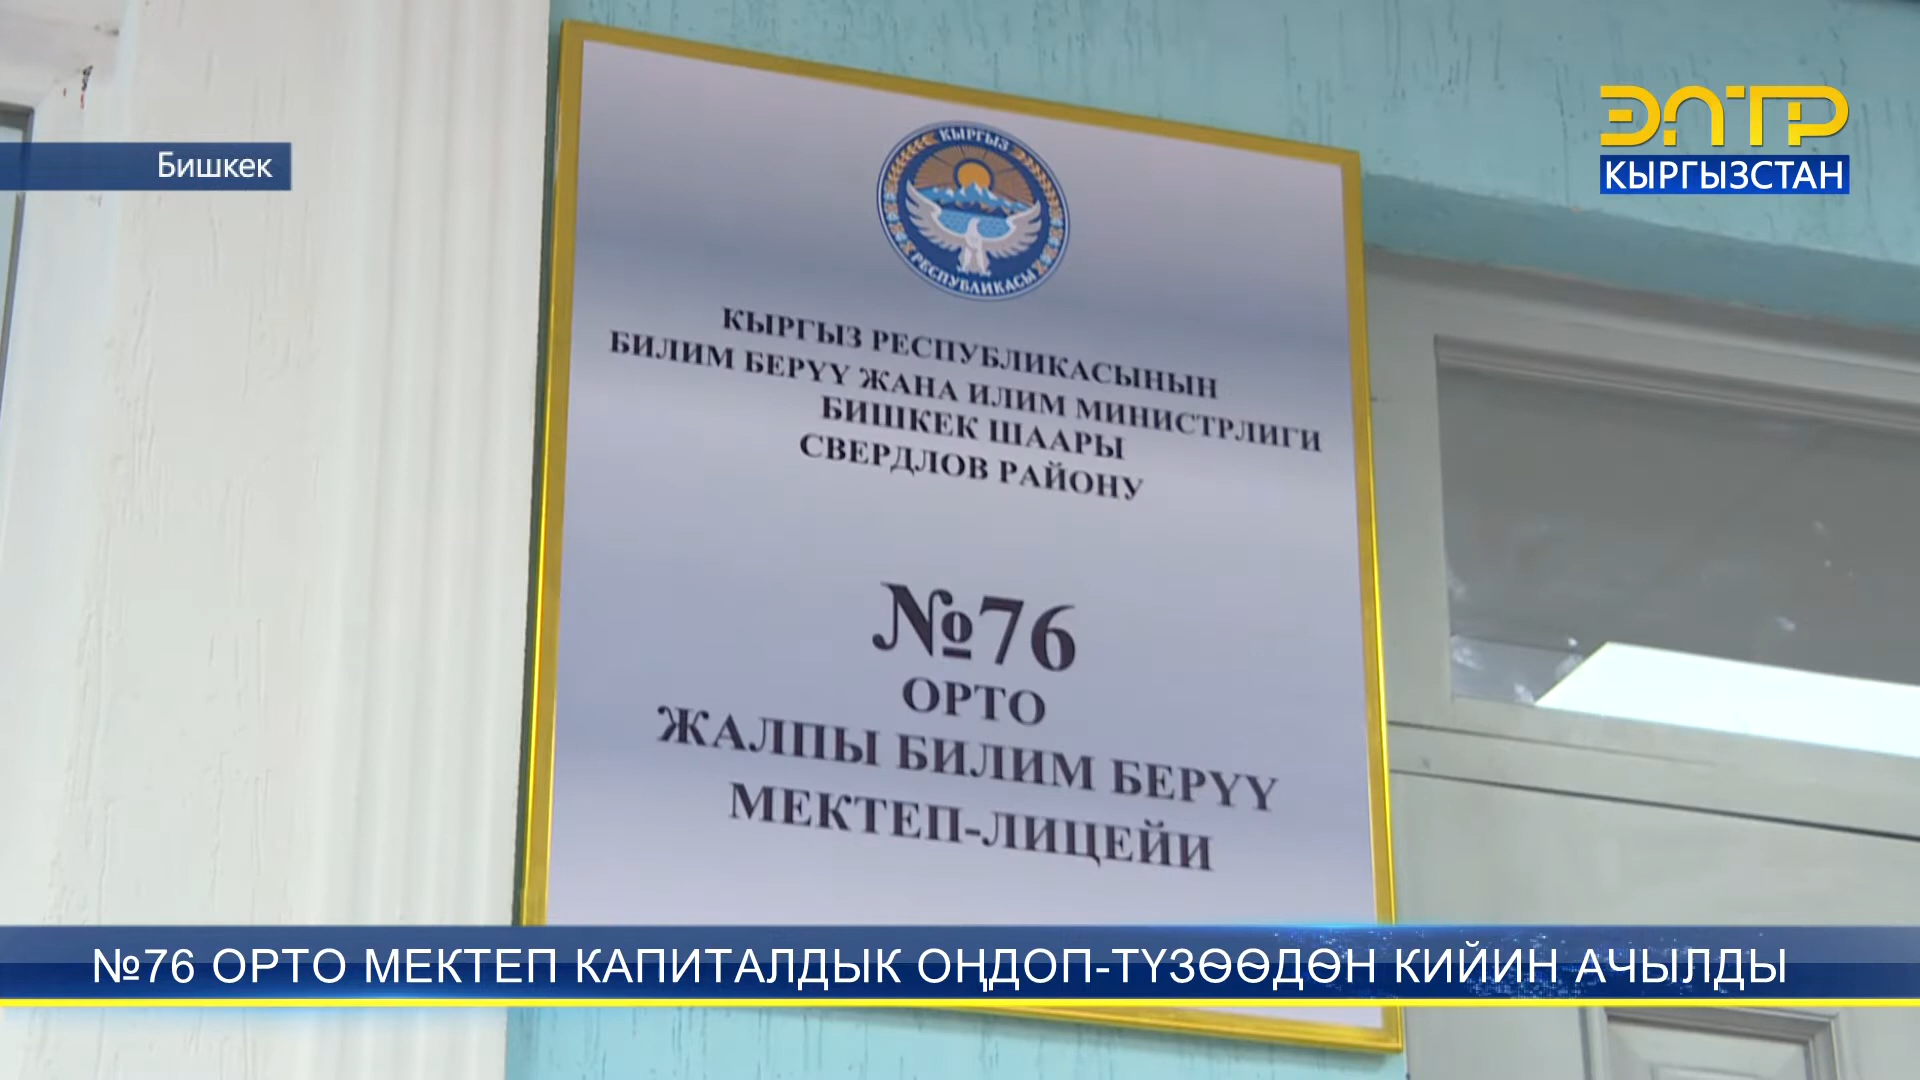 Бишкек
ЭЛТР
КЫРГЫЗСТАН
КЫРГЫЗ
РЕСПУБЛИКАСЫ
КЫРГЫЗ РЕСПУБЛИКАСЫНЫН
БИЛИМ БЕРҮҮ ЖАНА ИЛИМ МИНИСТРЛИГИ
БИШКЕК ШААРЫ
СВЕРДЛОВ РАЙОНУ
№76
ОРТО
ЖАЛПЫ БИЛИМ БЕРҮҮ
МЕКТЕП-ЛИЦЕЙИ
№76 ОРТО МЕКТЕП КАПИТАЛДЫК ОҢДОП-ТҮЗӨӨДӨН КИЙИН АЧЫЛДЫ